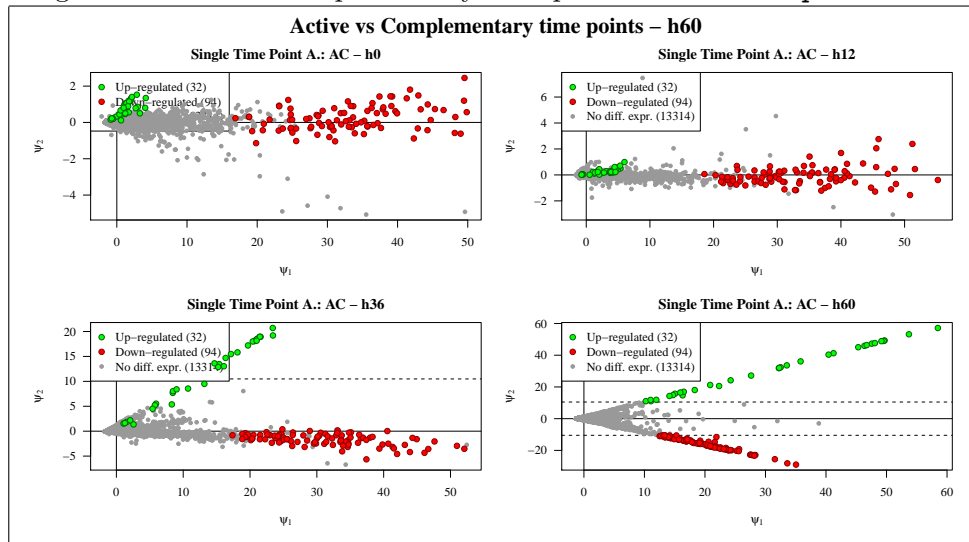 Active vs Complementary time points – h60
Single Time Point A.: AC – h0
Up−regulated (32)
Down−regulated (94)
2
0
−2
−4
ψ2
0 10 20 30 40 50
ψ1
Single Time Point A.: AC – h12
Up−regulated (32)
Down−regulated (94)
No diff. expr. (13314)
6
4
2
0
−2
ψ2
0 10 20 30 40 50
ψ1
Single Time Point A.: AC – h36
Up−regulated (32)
Down−regulated (94)
No diff. expr. (13314)
20
15
10
5
0
−5
ψ2
0 10 20 30 40 50
ψ1
Single Time Point A.: AC – h60
Up−regulated (32)
Down−regulated (94)
No diff. expr. (13314)
60
40
20
0
−20
ψ2
0 10 20 30 40 50 60
ψ1